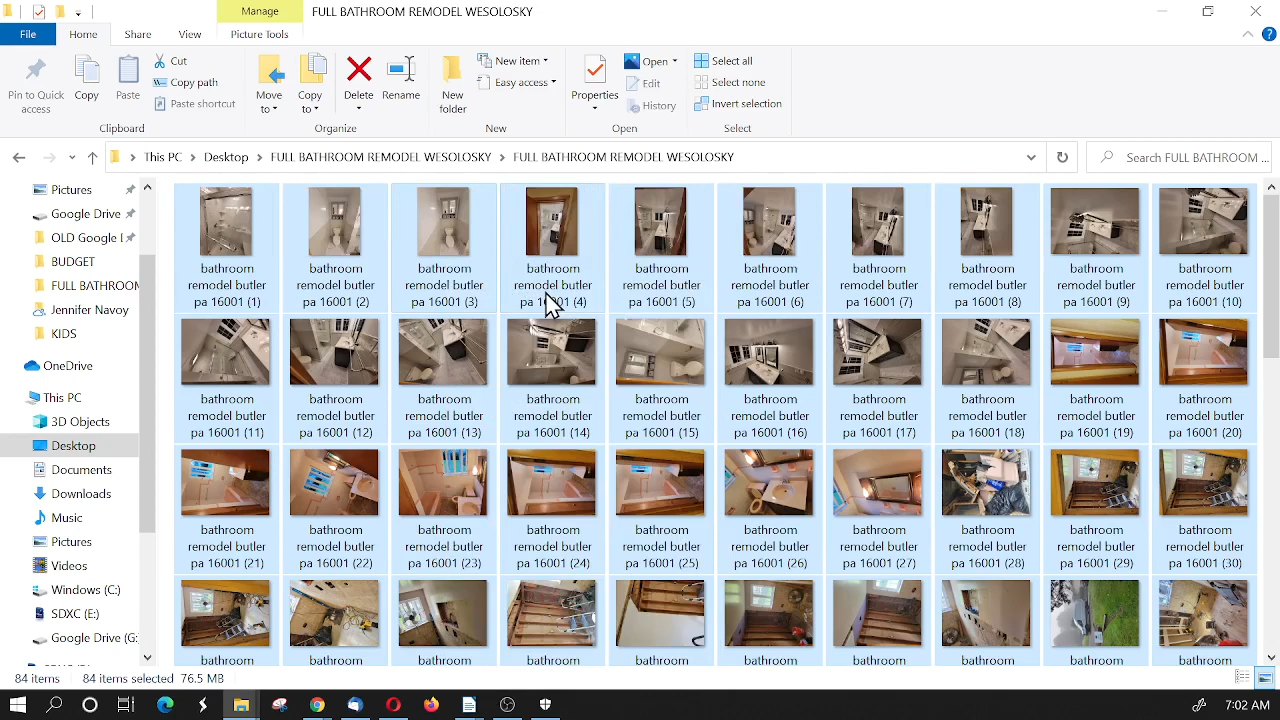 Manage
FULL BATHROOM REMODEL WESOLOSKY
File
Home
Share
View
Picture Tools
Pin to Quick access
Copy
Paste
Cut
Copy path
Paste shortcut
Move to
Copy to
Delete
Rename
New folder
New item
Easy access
Properties
Open
Edit
History
Select all
Select none
Invert selection
Clipboard
Organize
New
Open
Select
This PC
Desktop
FULL BATHROOM REMODEL WESOLOSKY
FULL BATHROOM REMODEL WESOLOSKY
Search FULL BATHROOM ...
Pictures
Google Drive
OLD Google
BUDGET
FULL BATHROOM
Jennifer Navoy
KIDS
OneDrive
This PC
3D Objects
Desktop
Documents
Downloads
Music
Pictures
Videos
Windows (C:)
SDXC (E:)
Google Drive (G:
bathroom remodel butler pa 16001 (1)
bathroom remodel butler pa 16001 (2)
bathroom remodel butler pa 16001 (3)
bathroom remodel butler pa 16001 (4)
bathroom remodel butler pa 16001 (5)
bathroom remodel butler pa 16001 (6)
bathroom remodel butler pa 16001 (7)
bathroom remodel butler pa 16001 (8)
bathroom remodel butler pa 16001 (9)
bathroom remodel butler pa 16001 (10)
bathroom remodel butler pa 16001 (11)
bathroom remodel butler pa 16001 (12)
bathroom remodel butler pa 16001 (13)
bathroom remodel butler pa 16001 (14)
bathroom remodel butler pa 16001 (15)
bathroom remodel butler pa 16001 (16)
bathroom remodel butler pa 16001 (17)
bathroom remodel butler pa 16001 (18)
bathroom remodel butler pa 16001 (19)
bathroom remodel butler pa 16001 (20)
bathroom remodel butler pa 16001 (21)
bathroom remodel butler pa 16001 (22)
bathroom remodel butler pa 16001 (23)
bathroom remodel butler pa 16001 (24)
bathroom remodel butler pa 16001 (25)
bathroom remodel butler pa 16001 (26)
bathroom remodel butler pa 16001 (27)
bathroom remodel butler pa 16001 (28)
bathroom remodel butler pa 16001 (29)
bathroom remodel butler pa 16001 (30)
bathroom
bathroom
bathroom
bathroom
bathroom
bathroom
bathroom
bathroom
bathroom
bathroom
84 items
84 items selected 76.5 MB
7:02 AM